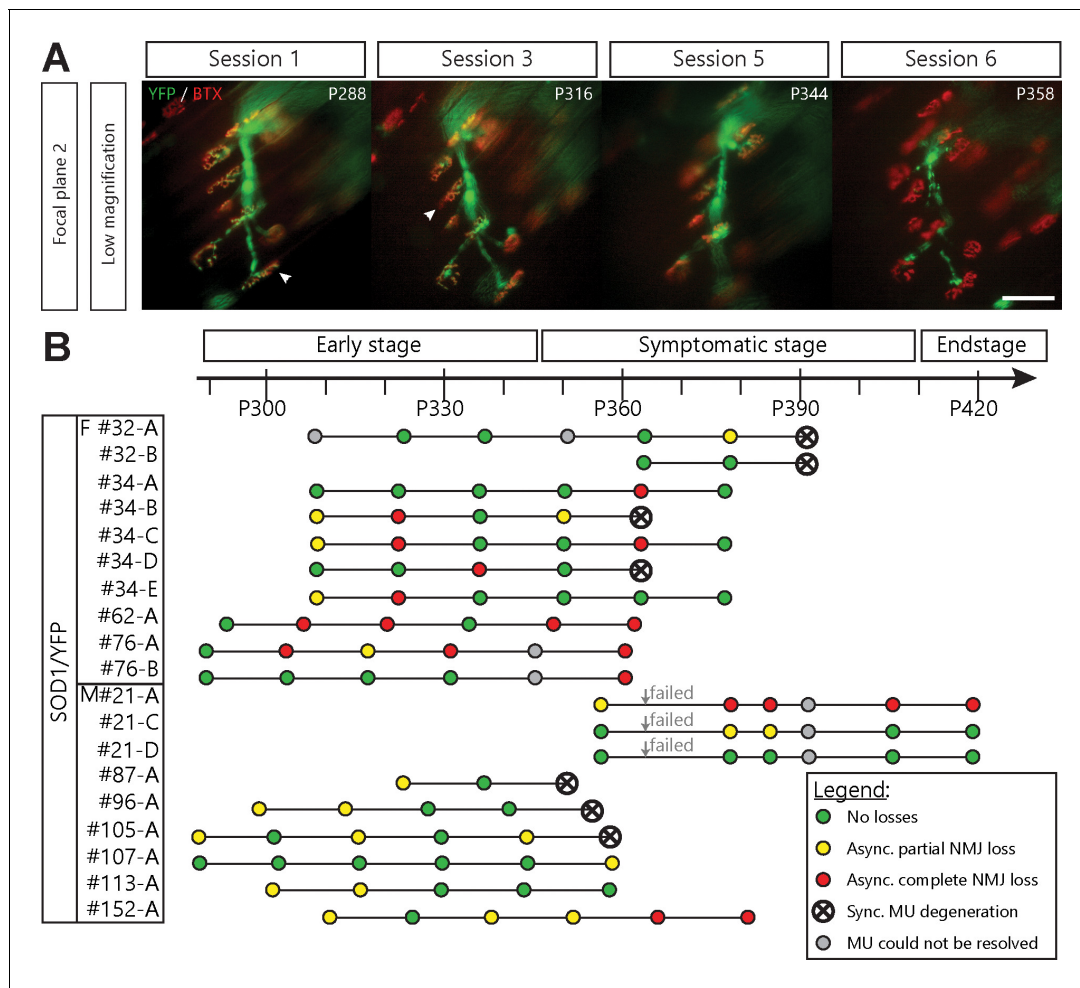 A
Session 1
Session 3
Session 5
Session 6
Focal plane 2
Low magnification
YFP / BTX
P288
P316
P344
P358
B
Early stage
Symptomatic stage
Endstage
P300
P330
P360
P390
P420
SOD1/YFP
F #32-A
#32-B
#34-A
#34-B
#34-C
#34-D
#34-E
#62-A
#76-A
#76-B
M#21-A
failed
#21-C
failed
#21-D
failed
#87-A
#96-A
#105-A
#107-A
#113-A
#152-A
Legend:
No losses
Async. partial NMJ loss
Async. complete NMJ loss
Sync. MU degeneration
MU could not be resolved